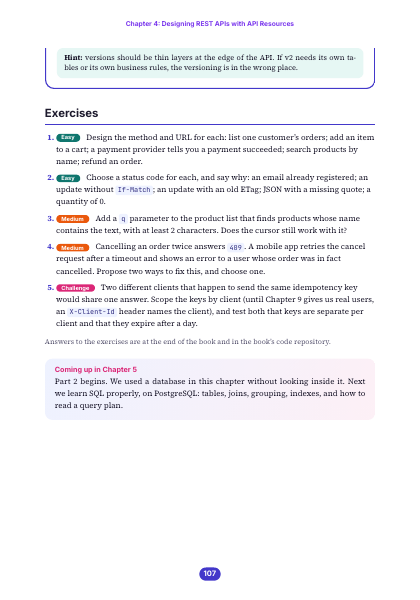 Chapter 4: Designing REST APIs with API Resources
Hint: versions should be thin layers at the edge of the API. If v2 needs its own ta-
bles or its own business rules, the versioning is in the wrong place.
Exercises
1. Easy Design the method and URL for each: list one customer's orders; add an item
to a cart; a payment provider tells you a payment succeeded; search products by
name; refund an order.
2. Easy Choose a status code for each, and say why: an email already registered; an
update without If-Match; an update with an old ETag; JSON with a missing quote; a
quantity of 0.
3. Medium Add a q parameter to the product list that finds products whose name
contains the text, with at least 2 characters. Does the cursor still work with it?
4. Medium Cancelling an order twice answers 409. A mobile app retries the cancel
request after a timeout and shows an error to a user whose order was in fact
cancelled. Propose two ways to fix this, and choose one.
5. Challenge Two different clients that happen to send the same idempotency key
would share one answer. Scope the keys by client (until Chapter 9 gives us real users,
an X-Client-Id header names the client), and test both that keys are separate per
client and that they expire after a day.
Answers to the exercises are at the end of the book and in the book's code repository.
Coming up in Chapter 5
Part 2 begins. We used a database in this chapter without looking inside it. Next
we learn SQL properly, on PostgreSQL: tables, joins, grouping, indexes, and how to
read a query plan.
107